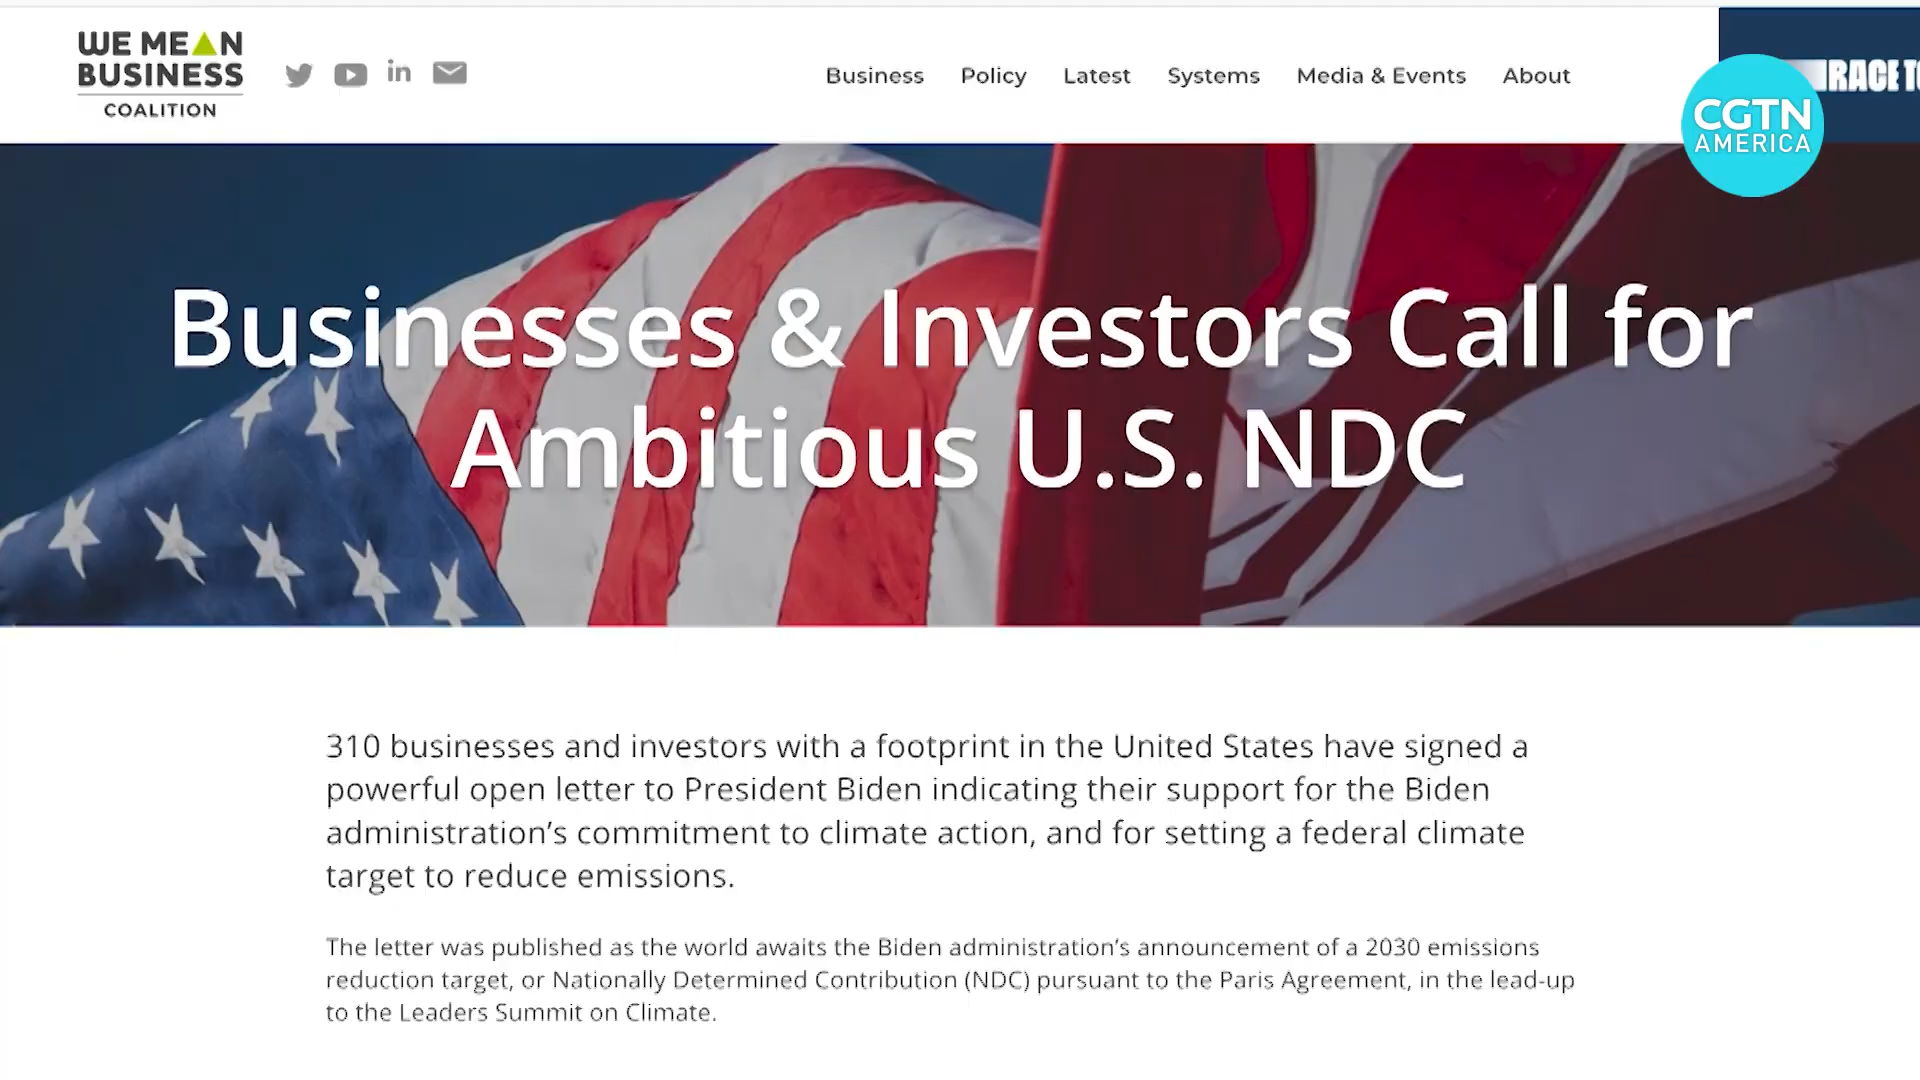 WE MEAN
BUSINESS
COALITION
in
Business Policy Latest Systems Media & Events About
RACE
CGTN
AMERICA
Businesses & Investors Call for
Ambitious U.S. NDC
310 businesses and investors with a footprint in the United States have signed a
powerful open letter to President Biden indicating their support for the Biden
administration’s commitment to climate action, and for setting a federal climate
target to reduce emissions.
The letter was published as the world awaits the Biden administration’s announcement of a 2030 emissions
reduction target, or Nationally Determined Contribution (NDC) pursuant to the Paris Agreement, in the lead-up
to the Leaders Summit on Climate.